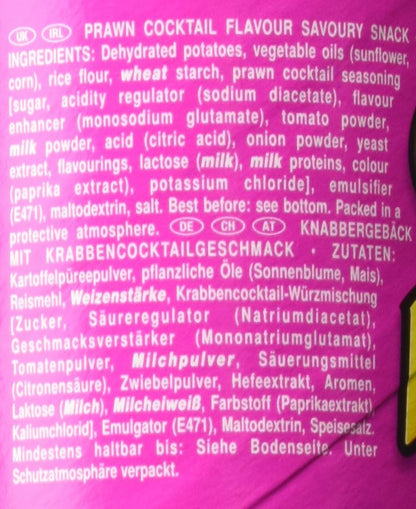 UK IRL PRAWN COCKTAIL FLAVOUR SAVOURY SNACK
INGREDIENTS: Dehydrated potatoes, vegetable oils (sunflower,
corn), rice flour, wheat starch, prawn cocktail seasoning
[sugar, acidity regulator (sodium diacetate), flavour
enhancer (monosodium glutamate), tomato powder,
milk powder, acid (citric acid), onion powder, yeast
extract, flavourings, lactose (milk), milk proteins, colour
(paprika extract), potassium chloride], emulsifier
(E471), maltodextrin, salt. Best before: see bottom. Packed in a
protective atmosphere. DE CH AT KNABBERGEBÄCK
MIT KRABBENCOCKTAILGESCHMACK · ZUTATEN:
Kartoffelpüreepulver, pflanzliche Öle (Sonnenblume, Mais),
Reismehl, Weizenstärke, Krabbencocktail-Würzmischung
[Zucker, Säureregulator (Natriumdiacetat),
Geschmacksverstärker (Mononatriumglutamat),
Tomatenpulver, Milchpulver, Säuerungsmittel
(Citronensäure), Zwiebelpulver, Hefeextrakt, Aromen,
Laktose (Milch), Milcheiweiß, Farbstoff (Paprikaextrakt),
Kaliumchlorid], Emulgator (E471), Maltodextrin, Speisesalz.
Mindestens haltbar bis: Siehe Bodenseite. Unter
Schutzatmosphäre verpackt.